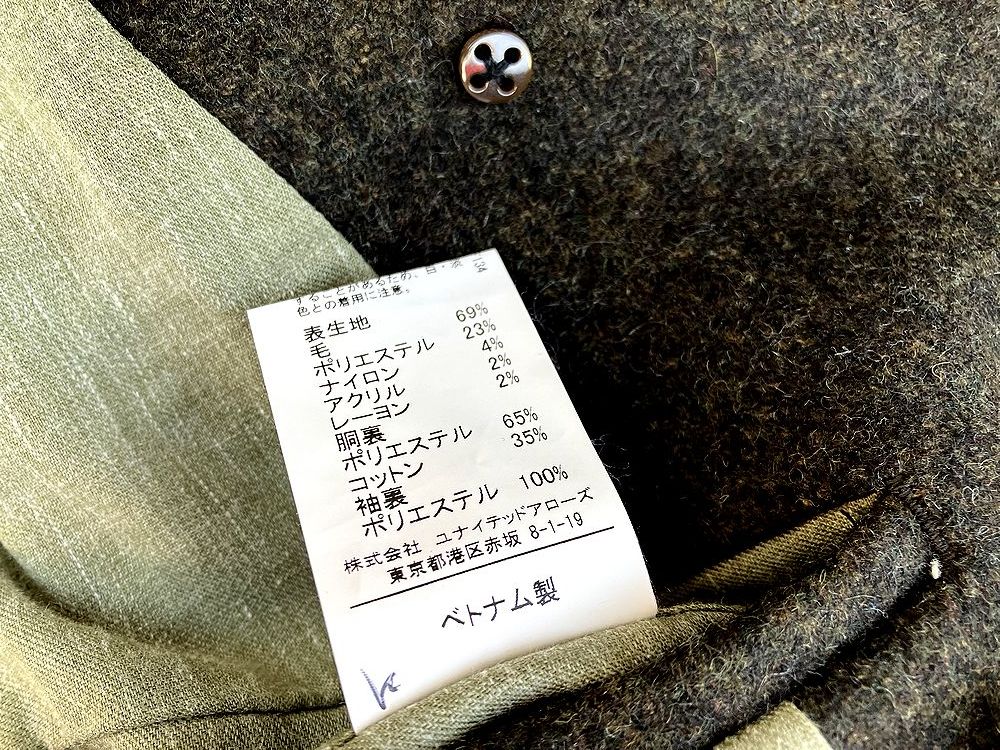 することがあるため、白・淡
色との着用に注意。
134
表生地
毛 69%
ポリエステル 23%
ナイロン 4%
アクリル 2%
レーヨン 2%
胴裏
ポリエステル 65%
コットン 35%
袖裏
ポリエステル 100%
株式会社 ユナイテッドアローズ
東京都港区赤坂 8-1-19
ベトナム製